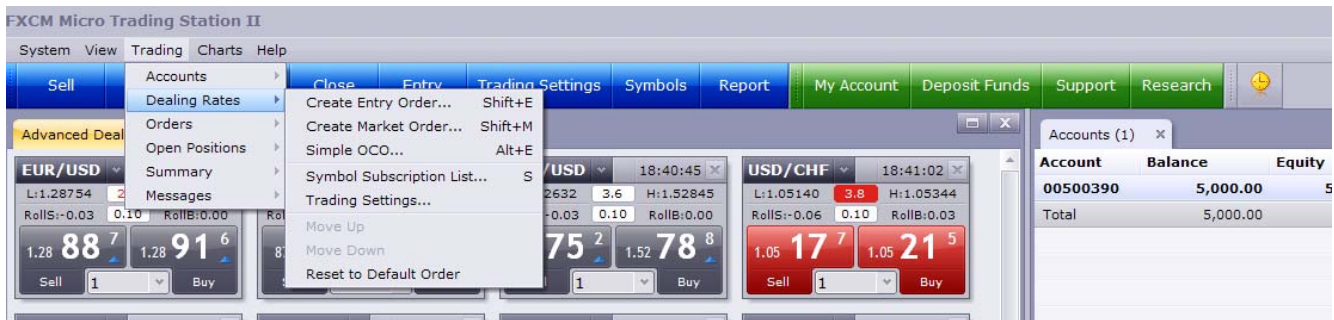 FXCM Micro Trading Station II
System View Trading Charts Help
Sell Close Entry Trading Settings Symbols Report My Account Deposit Funds Support Research
Accounts
Dealing Rates
Orders
Open Positions
Summary
Messages
Create Entry Order... Shift+E
Create Market Order... Shift+M
Simple OCO... Alt+E
Symbol Subscription List... S
Trading Settings...
Move Up
Move Down
Reset to Default Order
Advanced Deal
EUR/USD
L:1.28754 2
RollS:-0.03 0.10 RollB:0.00
1.28 88 7 1.28 91 6
Sell 1 Buy
Rol
87
/USD 18:40:45
2632 3.6 H:1.52845
-0.03 0.10 RollB:0.00
75 2 1.52 78 8
1 Buy
USD/CHF 18:41:02
L:1.05140 3.8 H:1.05344
RollS:-0.06 0.10 RollB:0.03
1.05 17 7 1.05 21 5
Sell 1 Buy
Accounts (1)
Account Balance Equity
00500390 5,000.00 5
Total 5,000.00